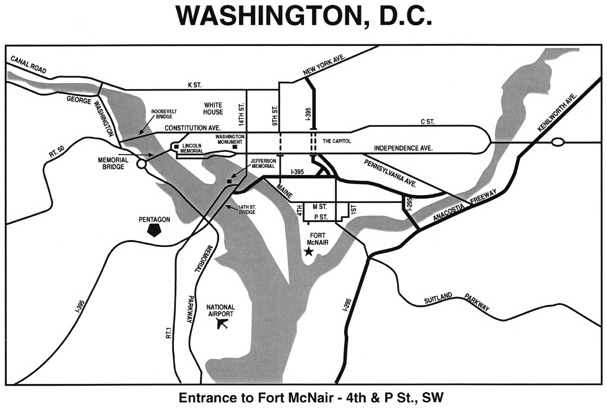 WASHINGTON, D.C.
CANAL ROAD
NEW YORK AVE.
K ST.
GEORGE
WASHINGTON
ROOSEVELT
BRIDGE
WHITE
HOUSE
14TH ST.
9TH ST.
I-395
KENILWORTH AVE.
CONSTITUTION AVE.
C ST.
WASHINGTON
MONUMENT
THE CAPITOL
LINCOLN
MEMORIAL
INDEPENDENCE AVE.
RT. 50
MEMORIAL
BRIDGE
JEFFERSON
MEMORIAL
I-395
PENNSYLVANIA AVE.
MAINE
14TH ST.
BRIDGE
4TH
M ST.
P ST.
1ST
I-295
ANACOSTIA FREEWAY
PENTAGON
FORT
McNAIR
MEMORIAL
PARKWAY
I-395
NATIONAL
AIRPORT
RT.1
I-295
SUITLAND PARKWAY
Entrance to Fort McNair - 4th & P St., SW